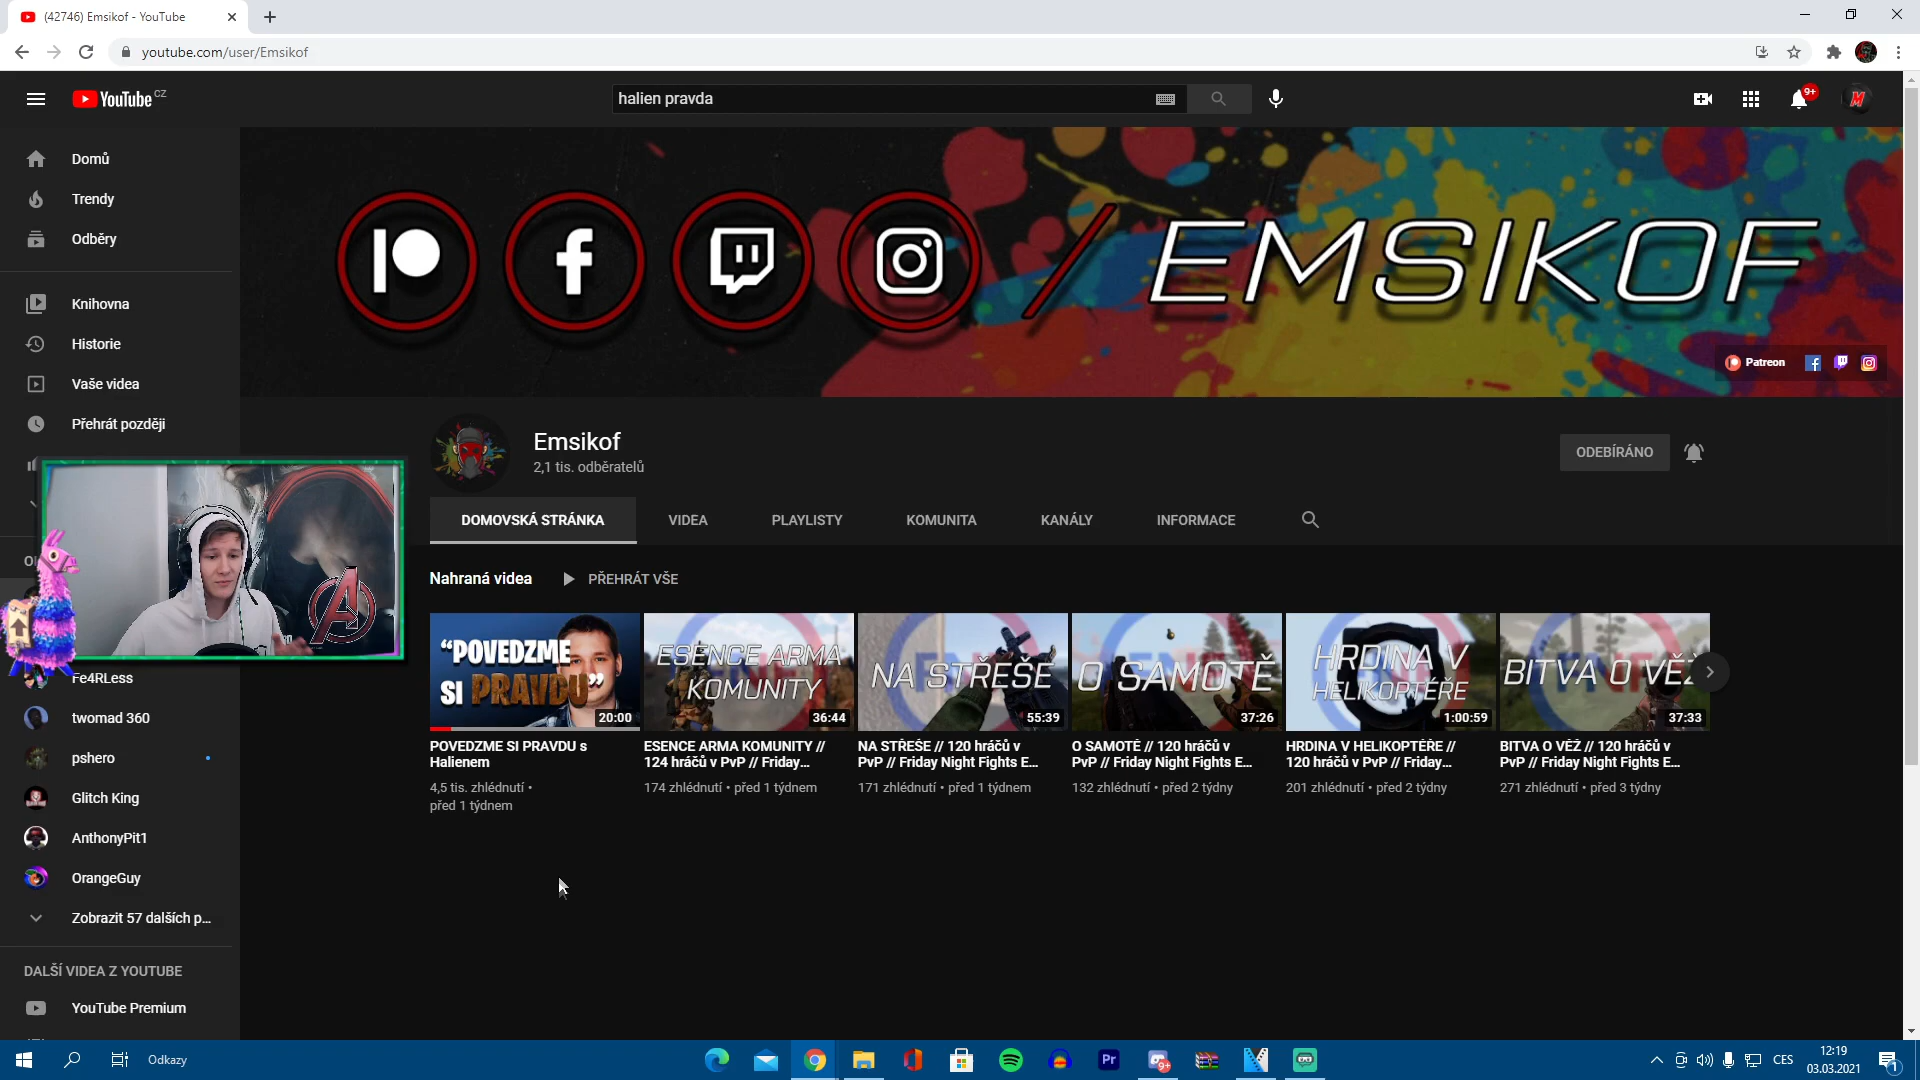 (42746) Emsikof - YouTube
youtube.com/user/Emsikof
YouTube CZ
halien pravda
9+
Domů
Trendy
Odběry
Knihovna
Historie
Vaše videa
Přehrát později
Fe4RLess
twomad 360
pshero
Glitch King
AnthonyPit1
OrangeGuy
Zobrazit 57 dalších p...
DALŠÍ VIDEA Z YOUTUBE
YouTube Premium
/ EMSIKOF
Patreon
Emsikof
2,1 tis. odběratelů
ODEBÍRÁNO
DOMOVSKÁ STRÁNKA
VIDEA
PLAYLISTY
KOMUNITA
KANÁLY
INFORMACE
Nahraná videa
PŘEHRÁT VŠE
"POVEDZME
SI PRAVDU"
20:00
POVEDZME SI PRAVDU s
Halienem
4,5 tis. zhlédnutí •
před 1 týdnem
ESENCE ARMA
KOMUNITY
36:44
ESENCE ARMA KOMUNITY //
124 hráčů v PvP // Friday...
174 zhlédnutí • před 1 týdnem
NA STŘEŠE
55:39
NA STŘEŠE // 120 hráčů v
PvP // Friday Night Fights E...
171 zhlédnutí • před 1 týdnem
O SAMOTĚ
37:26
O SAMOTĚ // 120 hráčů v
PvP // Friday Night Fights E...
132 zhlédnutí • před 2 týdny
HRDINA V
HELIKOPTÉŘE
1:00:59
HRDINA V HELIKOPTÉŘE //
120 hráčů v PvP // Friday...
201 zhlédnutí • před 2 týdny
BITVA O VĚŽ
37:33
BITVA O VĚŽ // 120 hráčů v
PvP // Friday Night Fights E...
271 zhlédnutí • před 3 týdny
Odkazy
Pr
9+
CES
12:19
03.03.2021
1